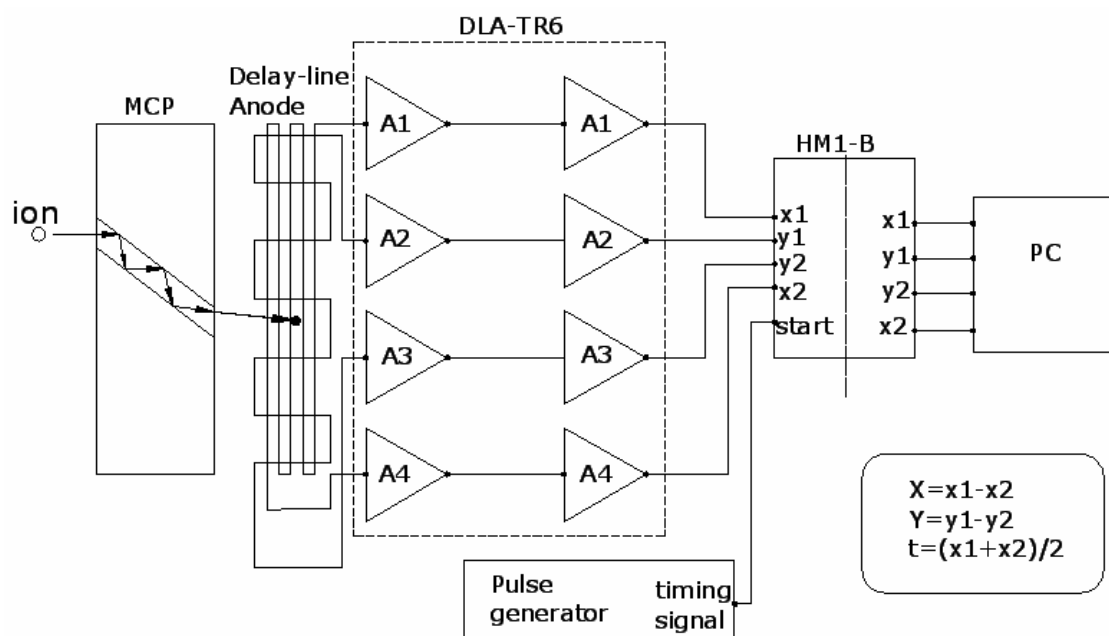 DLA-TR6
Delay-line
Anode
MCP
ion
A1
A1
A2
A2
A3
A3
A4
A4
HM1-B
x1
y1
y2
x2
start
x1
y1
y2
x2
PC
Pulse
generator
timing
signal
X=x1-x2
Y=y1-y2
t=(x1+x2)/2